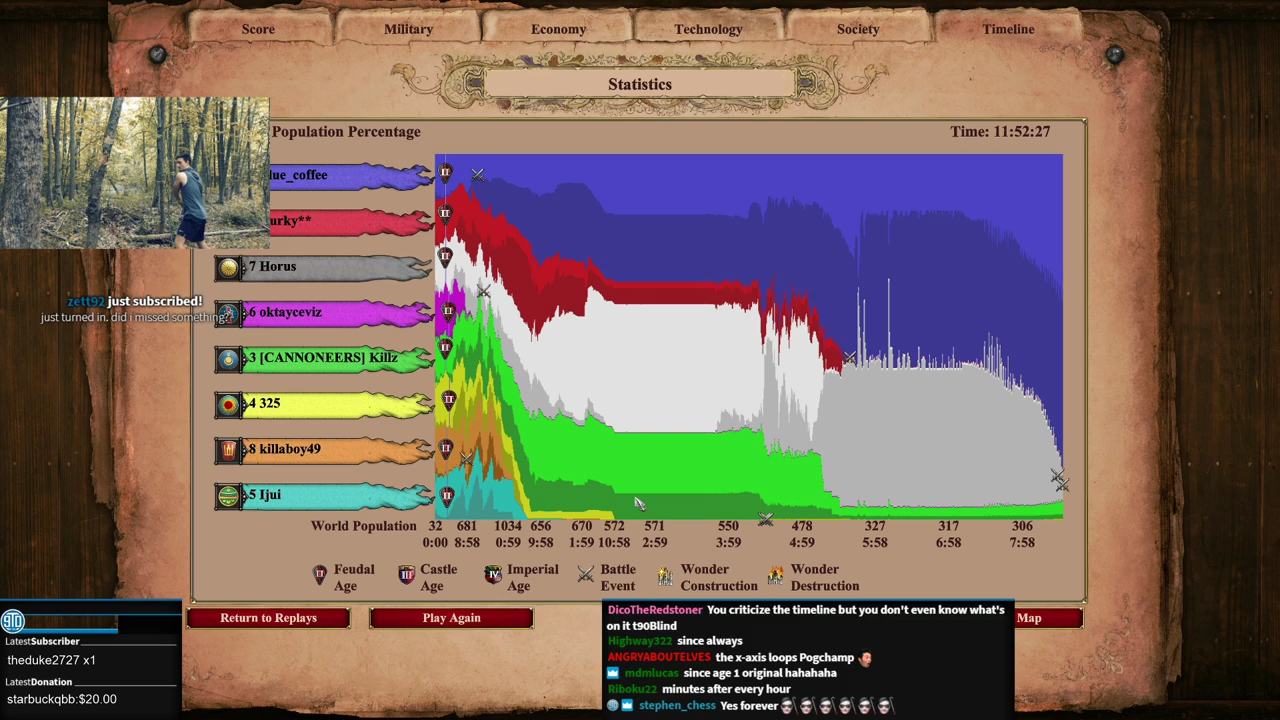 Score
Military
Economy
Technology
Society
Timeline
Statistics
Population Percentage
Time: 11:52:27
lue_coffee
urky**
7 Horus
6 oktayceviz
3 [CANNONEERS] Killz
4 325
8 killaboy49
5 Ijui
zett92 just subscribed!
just turned in. did i missed something?
World Population 32 681 1034 656 670 572 571 550 478 327 317 306
0:00 8:58 0:59 9:58 1:59 10:58 2:59 3:59 4:59 5:58 6:58 7:58
Feudal Age
Castle Age
Imperial Age
Battle Event
Wonder Construction
Wonder Destruction
Return to Replays
Play Again
Map
LatestSubscriber
theduke2727 x1
LatestDonation
starbuckqbb:$20.00
DicoTheRedstoner You criticize the timeline but you don't even know what's
on it t90Blind
Highway322 since always
ANGRYABOUTELVES the x-axis loops Pogchamp
mdmlucas since age 1 original hahahaha
Riboku22 minutes after every hour
stephen_chess Yes forever